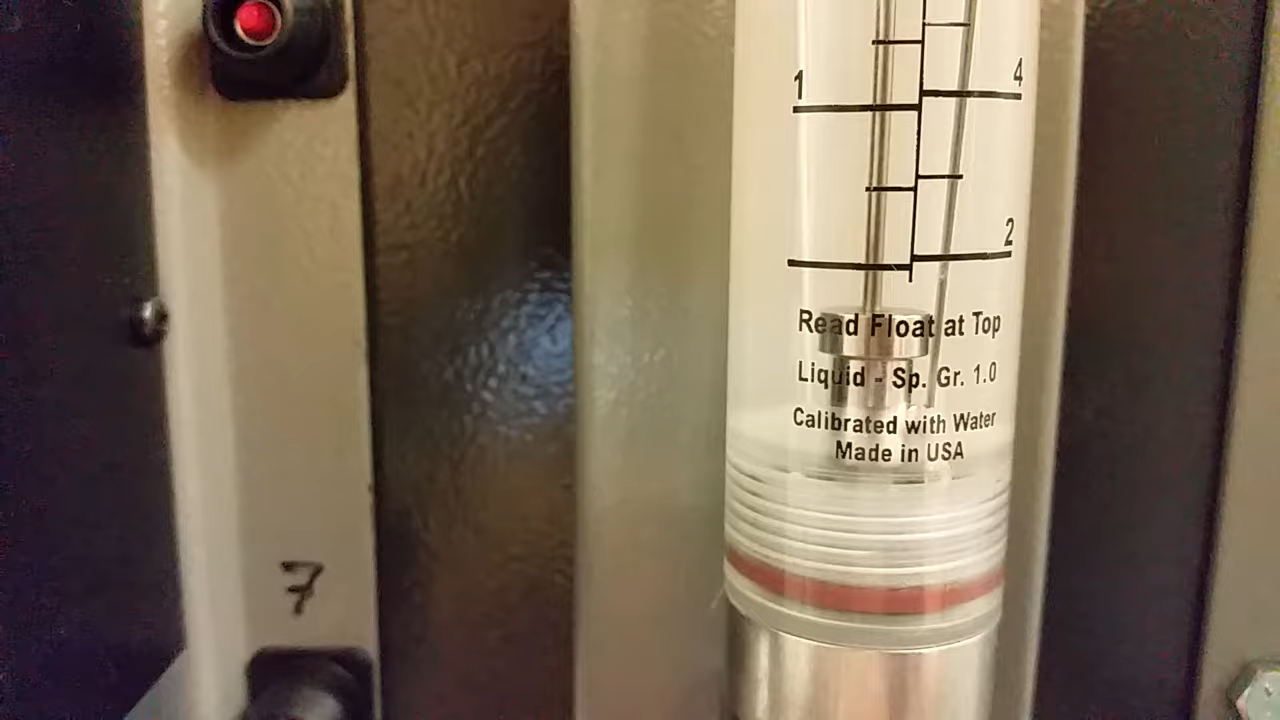 1 4
2
Read Float at Top
Liquid - Sp. Gr. 1.0
Calibrated with Water
Made in USA
7